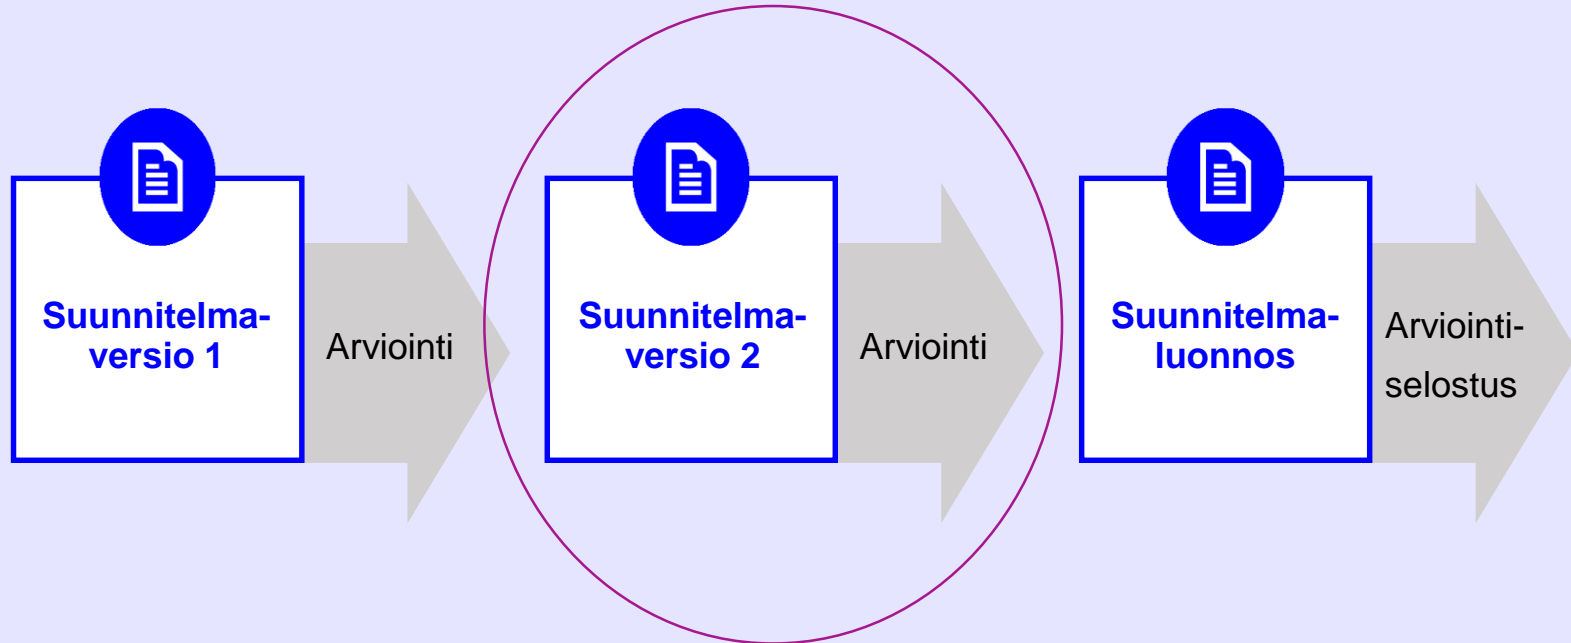 Suunnitelma-
versio 1
Arviointi
Suunnitelma-
versio 2
Arviointi
Suunnitelma-
luonnos
Arviointi-
selostus